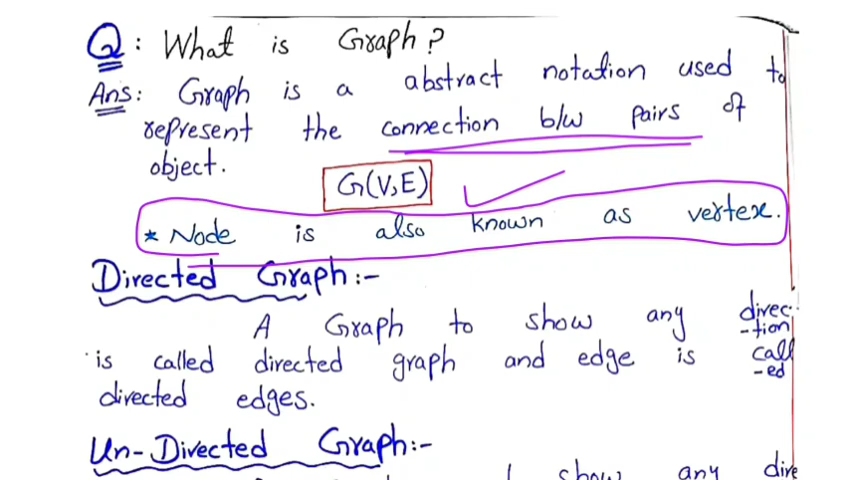 Q: What is Graph?
Ans: Graph is a abstract notation used to
represent the connection b/w pairs of
object.
G(V,E)
* Node is also known as vertex.
Directed Graph:-
A Graph to show any direc-
-tion
is called directed graph and edge is call
-ed
directed edges.
Un-Directed Graph:-
show any dire